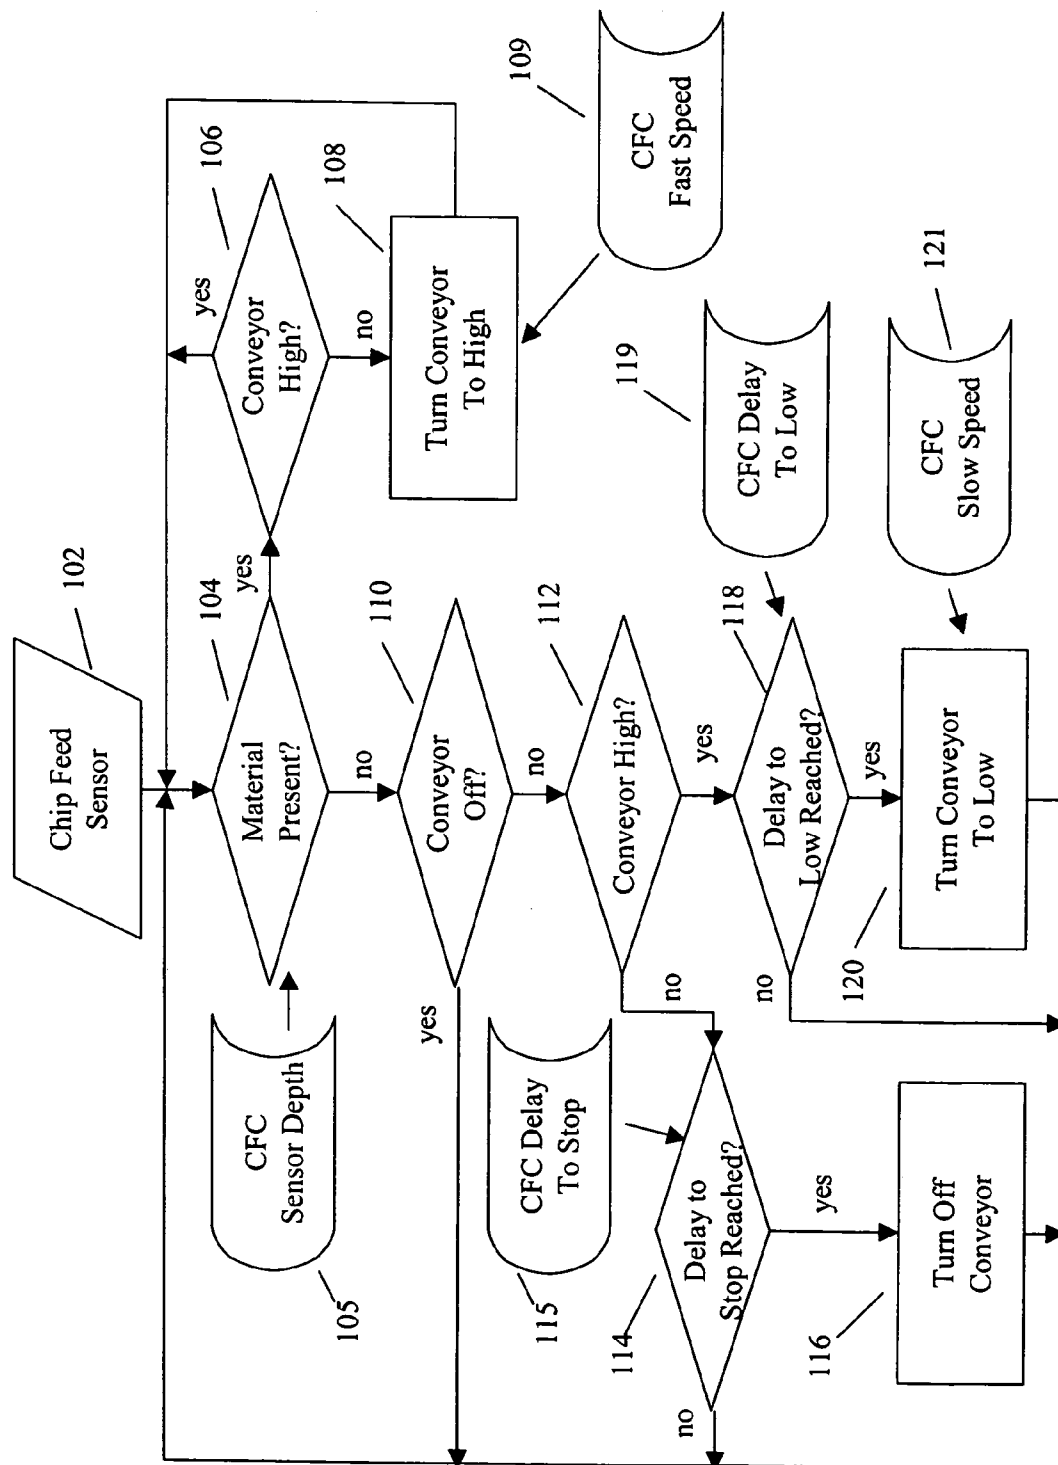 Chip Feed
Sensor
102
Material
Present?
104
yes
no
CFC
Sensor Depth
105
Conveyor
High?
106
yes
no
Turn Conveyor
To High
108
CFC
Fast Speed
109
Conveyor
Off?
110
yes
no
Conveyor High?
112
no
yes
Delay to
Stop Reached?
114
no
yes
CFC Delay
To Stop
115
Turn Off
Conveyor
116
Delay to
Low Reached?
118
no
yes
CFC Delay
To Low
119
Turn Conveyor
To Low
120
CFC
Slow Speed
121